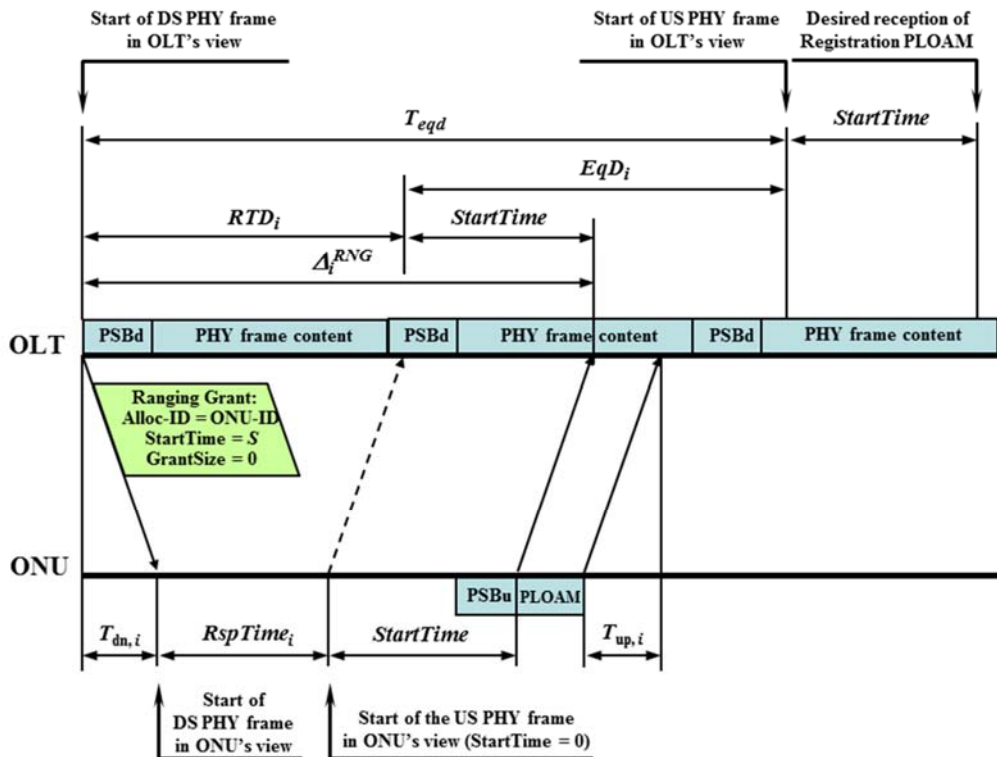 Start of DS PHY frame
in OLT's view
Start of US PHY frame
in OLT's view
Desired reception of
Registration PLOAM
T_eqd
StartTime
EqD_i
RTD_i
StartTime
Δ_i^RNG
OLT
PSBd
PHY frame content
PSBd
PHY frame content
PSBd
PHY frame content
Ranging Grant:
Alloc-ID = ONU-ID
StartTime = S
GrantSize = 0
ONU
PSBu
PLOAM
T_dn, i
RspTime_i
StartTime
T_up, i
Start of
DS PHY frame
in ONU's view
Start of the US PHY frame
in ONU's view (StartTime = 0)